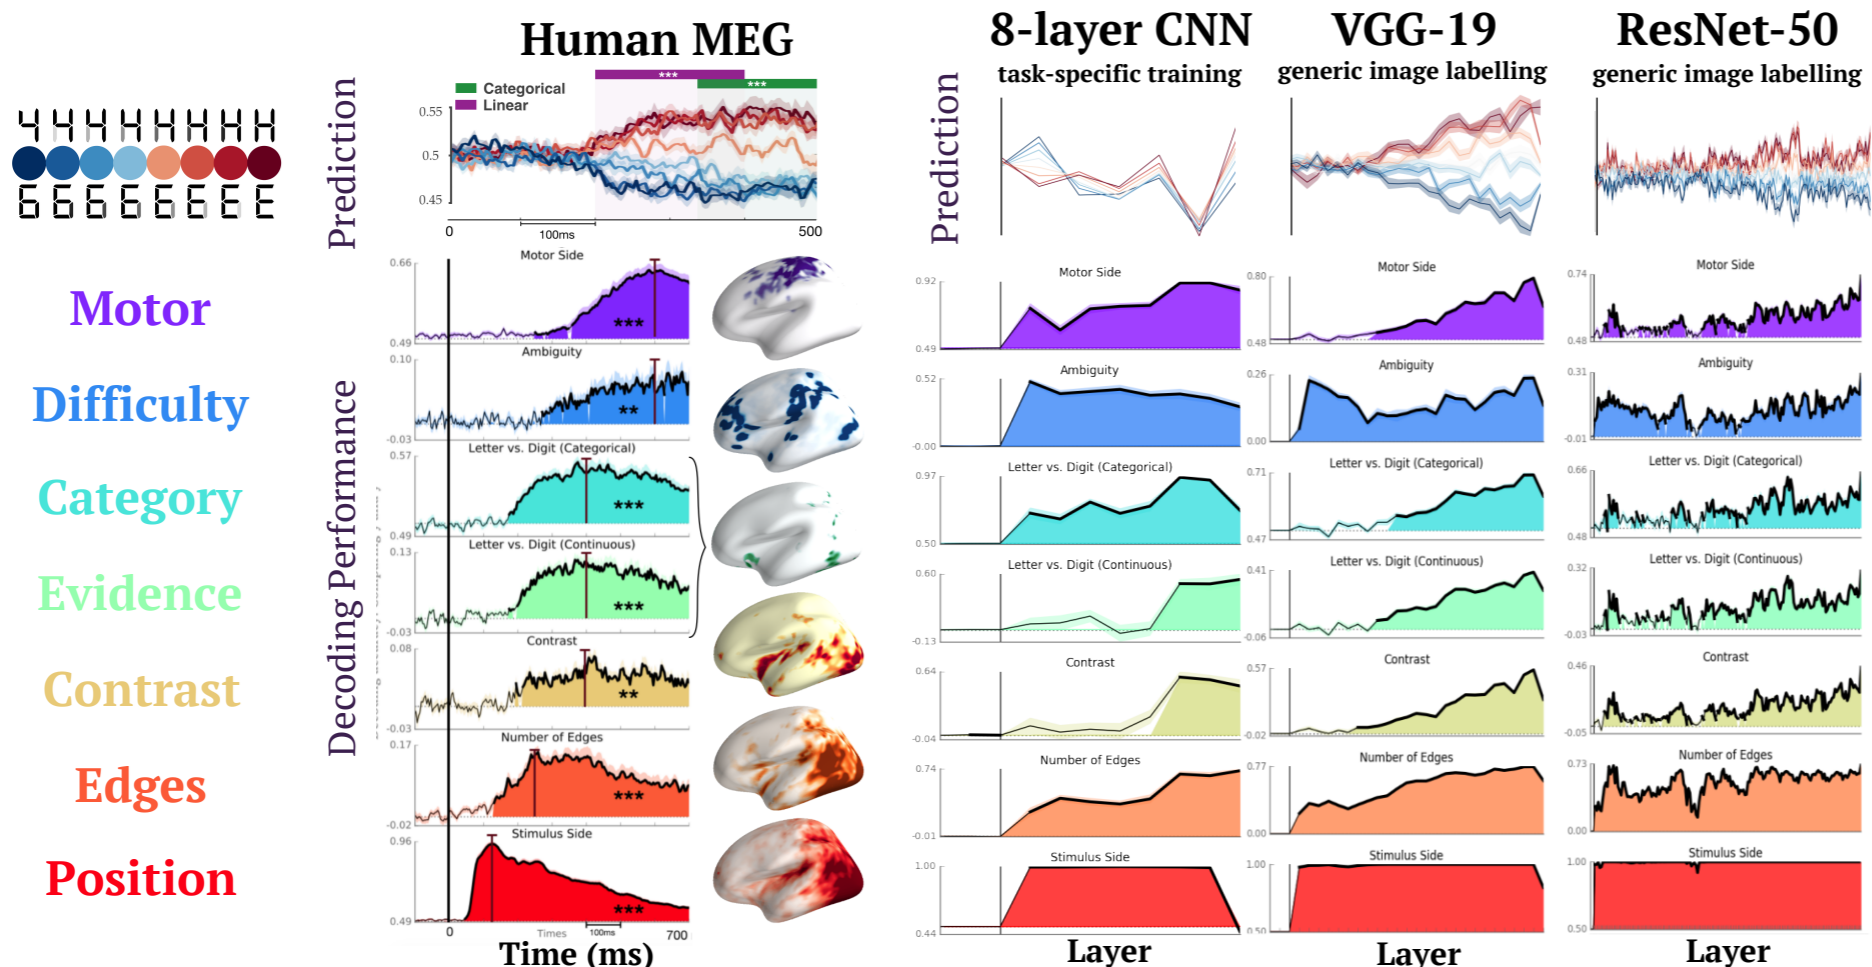 Human MEG
8-layer CNN
task-specific training
VGG-19
generic image labelling
ResNet-50
generic image labelling
Motor
Difficulty
Category
Evidence
Contrast
Edges
Position
Prediction
Categorical
Linear
***
***
0.55
0.5
0.45
0
100ms
500
Decoding Performance
Motor Side
0.66
0.49
***
Ambiguity
0.10
-0.03
**
Letter vs. Digit (Categorical)
0.57
0.49
***
Letter vs. Digit (Continuous)
0.13
-0.03
***
Contrast
0.08
-0.03
**
Number of Edges
0.17
-0.02
***
Stimulus Side
0.96
0.49
***
0
Times
100ms
700
Time (ms)
Prediction
Motor Side
0.92
0.49
Ambiguity
0.52
-0.00
Letter vs. Digit (Categorical)
0.97
0.50
Letter vs. Digit (Continuous)
0.60
-0.13
Contrast
0.64
-0.04
Number of Edges
0.74
-0.01
Stimulus Side
1.00
0.44
Layer
Motor Side
0.80
0.48
Ambiguity
0.26
0.00
Letter vs. Digit (Categorical)
0.71
0.47
Letter vs. Digit (Continuous)
0.41
-0.06
Contrast
0.57
-0.02
Number of Edges
0.77
0.00
Stimulus Side
1.00
0.50
Layer
Motor Side
0.74
0.48
Ambiguity
0.31
-0.01
Letter vs. Digit (Categorical)
0.66
0.48
Letter vs. Digit (Continuous)
0.32
-0.03
Contrast
0.46
-0.05
Number of Edges
0.73
0.00
Stimulus Side
1.00
0.50
Layer